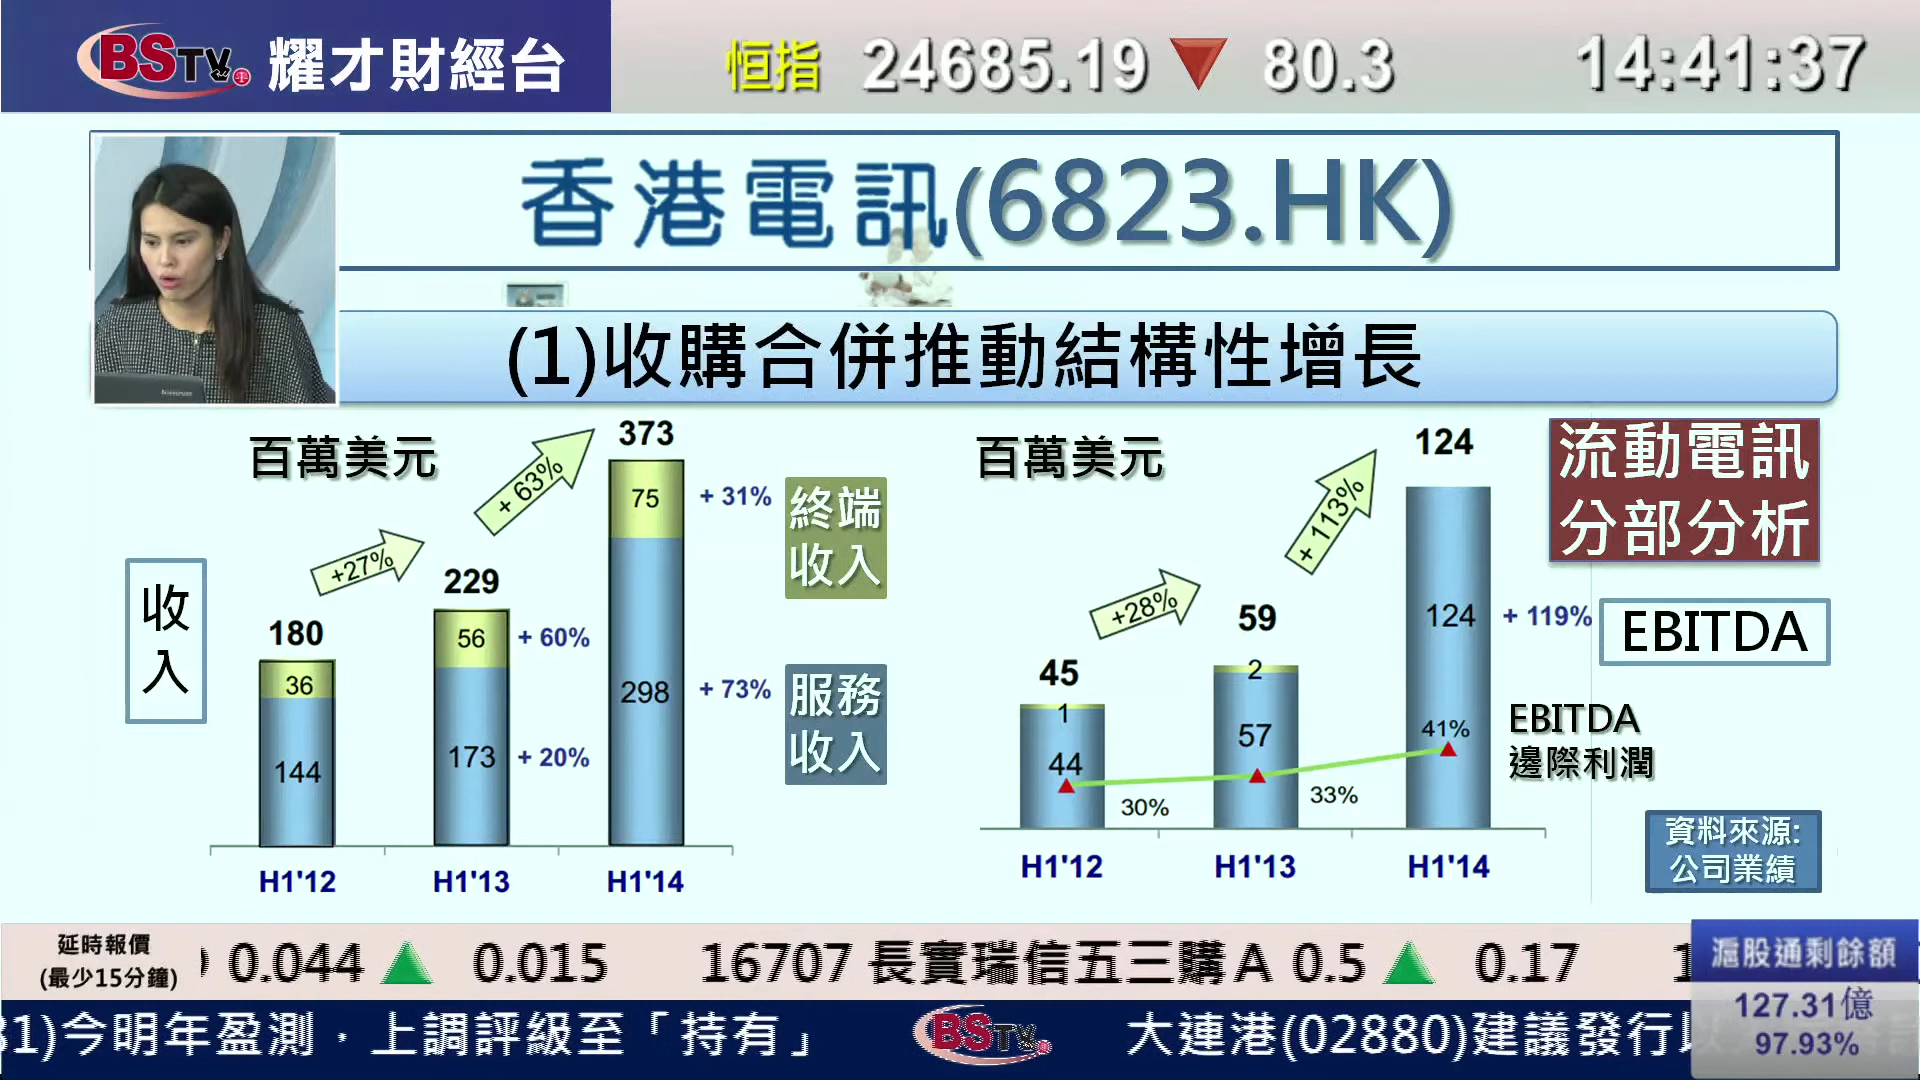 BSTV 耀才財經台
恒指 24685.19 ▼ 80.3 14:41:37
香港電訊(6823.HK)
(1)收購合併推動結構性增長
百萬美元
收入
+27%
+ 63%
180
36
144
229
56
173
+ 60%
+ 20%
373
75
298
+ 31%
+ 73%
終端
收入
服務
收入
H1'12 H1'13 H1'14
百萬美元
+28%
+ 113%
45
1
44
30%
59
2
57
33%
124
124
41%
+ 119%
H1'12 H1'13 H1'14
流動電訊
分部分析
EBITDA
EBITDA
邊際利潤
資料來源:
公司業績
延時報價
(最少15分鐘)
0.044 ▲ 0.015 16707 長實瑞信五三購A 0.5 ▲ 0.17
滬股通剩餘額
127.31億
97.93%
81)今明年盈測，上調評級至「持有」 BSTV 大連港(02880)建議發行